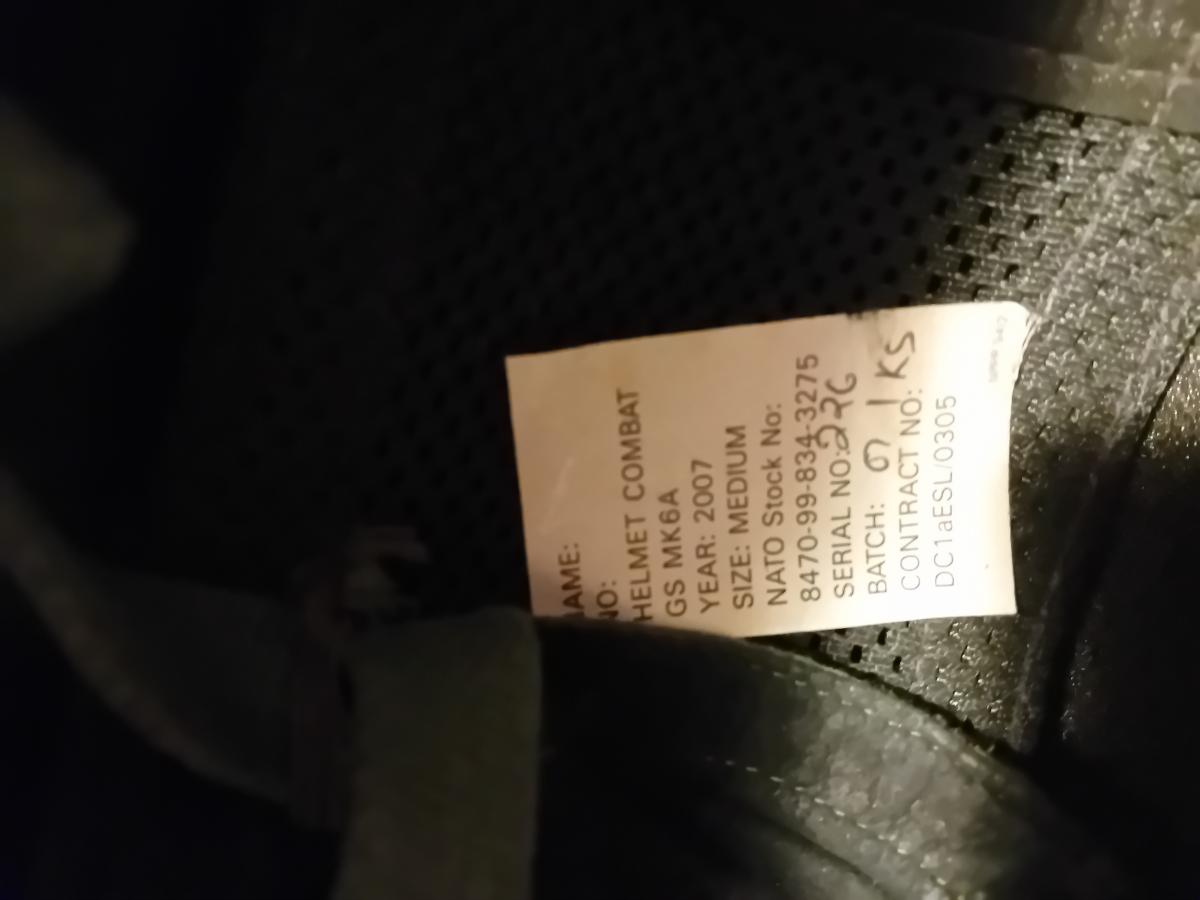 AME:
NO:
HELMET COMBAT
GS MK6A
YEAR: 2007
SIZE: MEDIUM
NATO Stock No:
8470-99-834-3275
SERIAL NO:
BATCH:
CONTRACT NO: KS
DC1aESL/0305